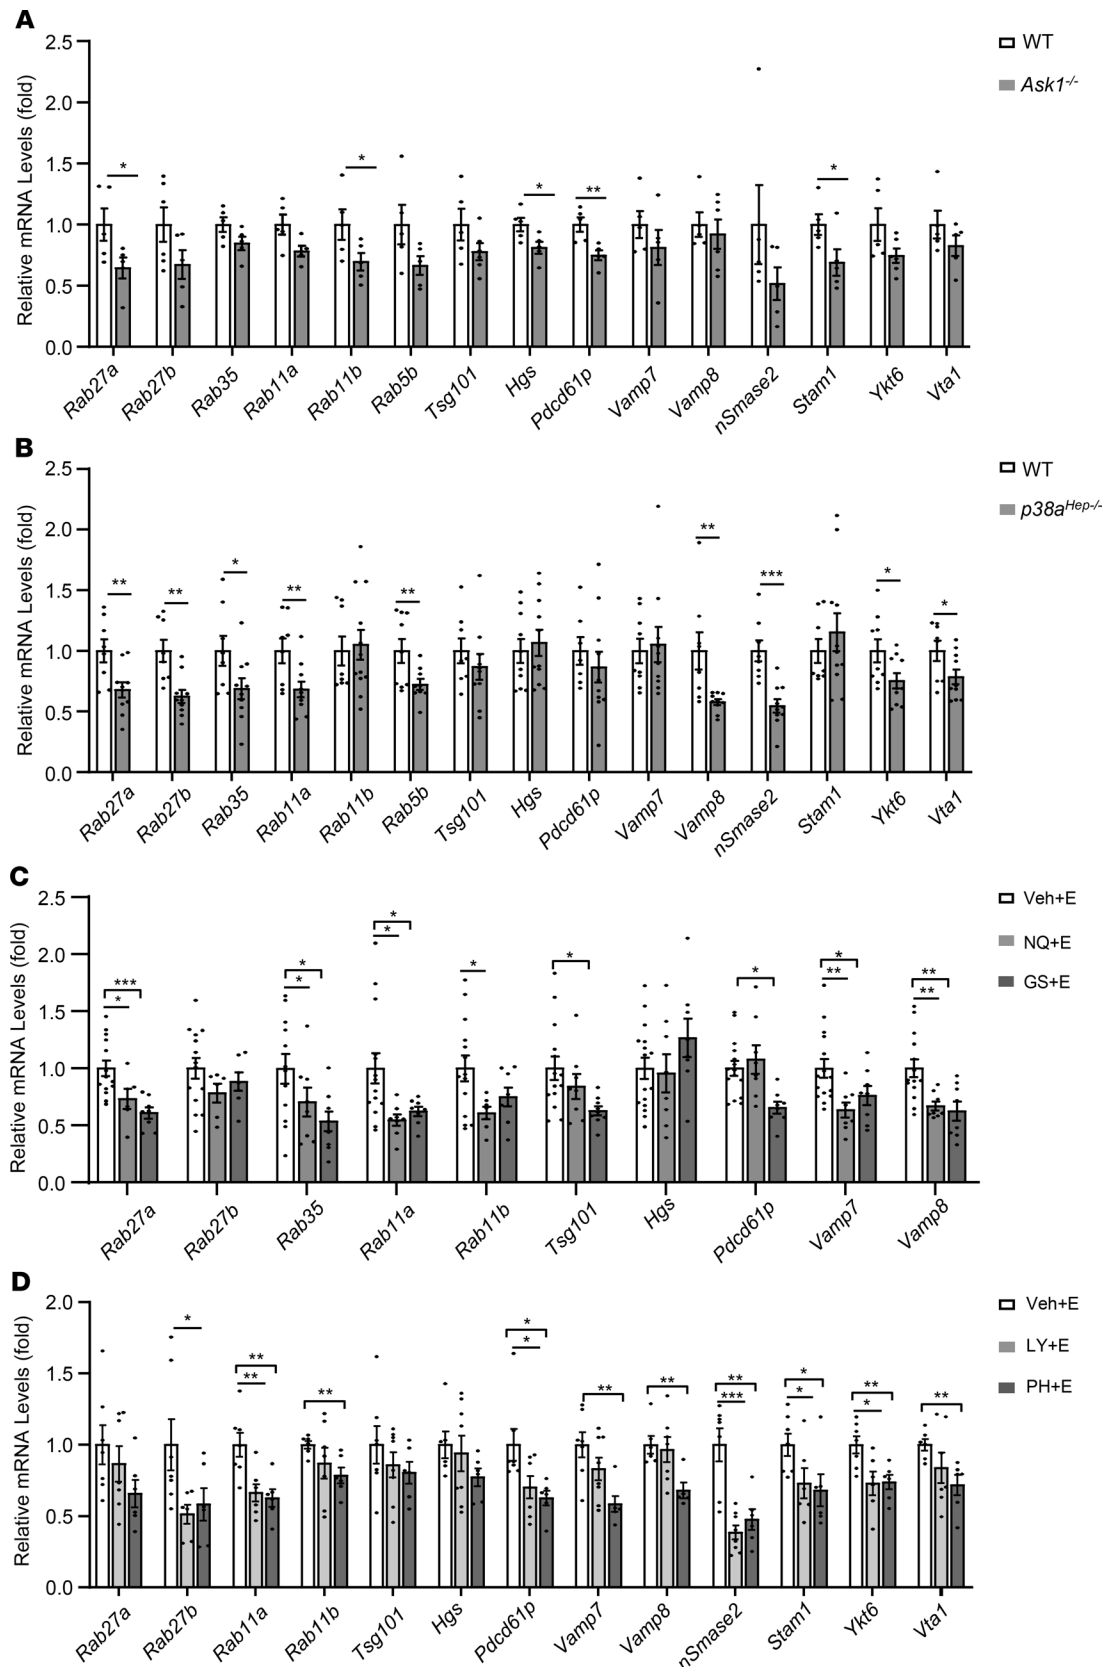 A
Relative mRNA Levels (fold)
2.5
2.0
1.5
1.0
0.5
0.0
* * * ** *
WT
Ask1-/-
Rab27a Rab27b Rab35 Rab11a Rab11b Rab5b Tsg101 Hgs Pdcd61p Vamp7 Vamp8 nSmase2 Stam1 Ykt6 Vta1
B
Relative mRNA Levels (fold)
2.5
2.0
1.5
1.0
0.5
0.0
** ** * ** ** ** *** * *
WT
p38aHep-/-
Rab27a Rab27b Rab35 Rab11a Rab11b Rab5b Tsg101 Hgs Pdcd61p Vamp7 Vamp8 nSmase2 Stam1 Ykt6 Vta1
C
Relative mRNA Levels (fold)
2.5
2.0
1.5
1.0
0.5
0.0
*** * * * * **
* * * * ** **
Veh+E
NQ+E
GS+E
Rab27a Rab27b Rab35 Rab11a Rab11b Tsg101 Hgs Pdcd61p Vamp7 Vamp8
D
Relative mRNA Levels (fold)
2.0
1.5
1.0
0.5
0.0
* ** ** * ** ** ** * ** **
** * *** * *
Veh+E
LY+E
PH+E
Rab27a Rab27b Rab11a Rab11b Tsg101 Hgs Pdcd61p Vamp7 Vamp8 nSmase2 Stam1 Ykt6 Vta1